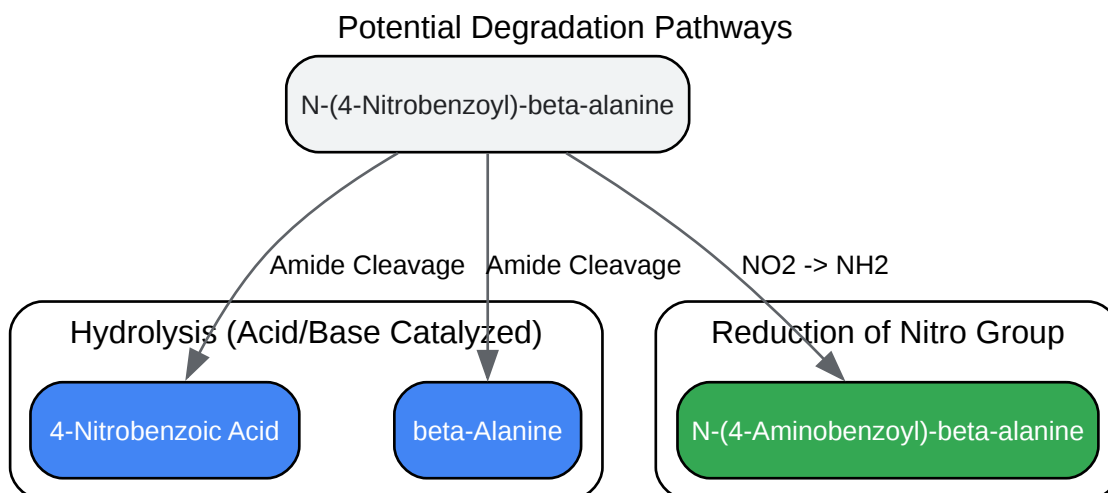 Potential Degradation Pathways
N-(4-Nitrobenzoyl)-beta-alanine
Amide Cleavage
Amide Cleavage
NO2 -> NH2
Hydrolysis (Acid/Base Catalyzed)
Reduction of Nitro Group
4-Nitrobenzoic Acid
beta-Alanine
N-(4-Aminobenzoyl)-beta-alanine